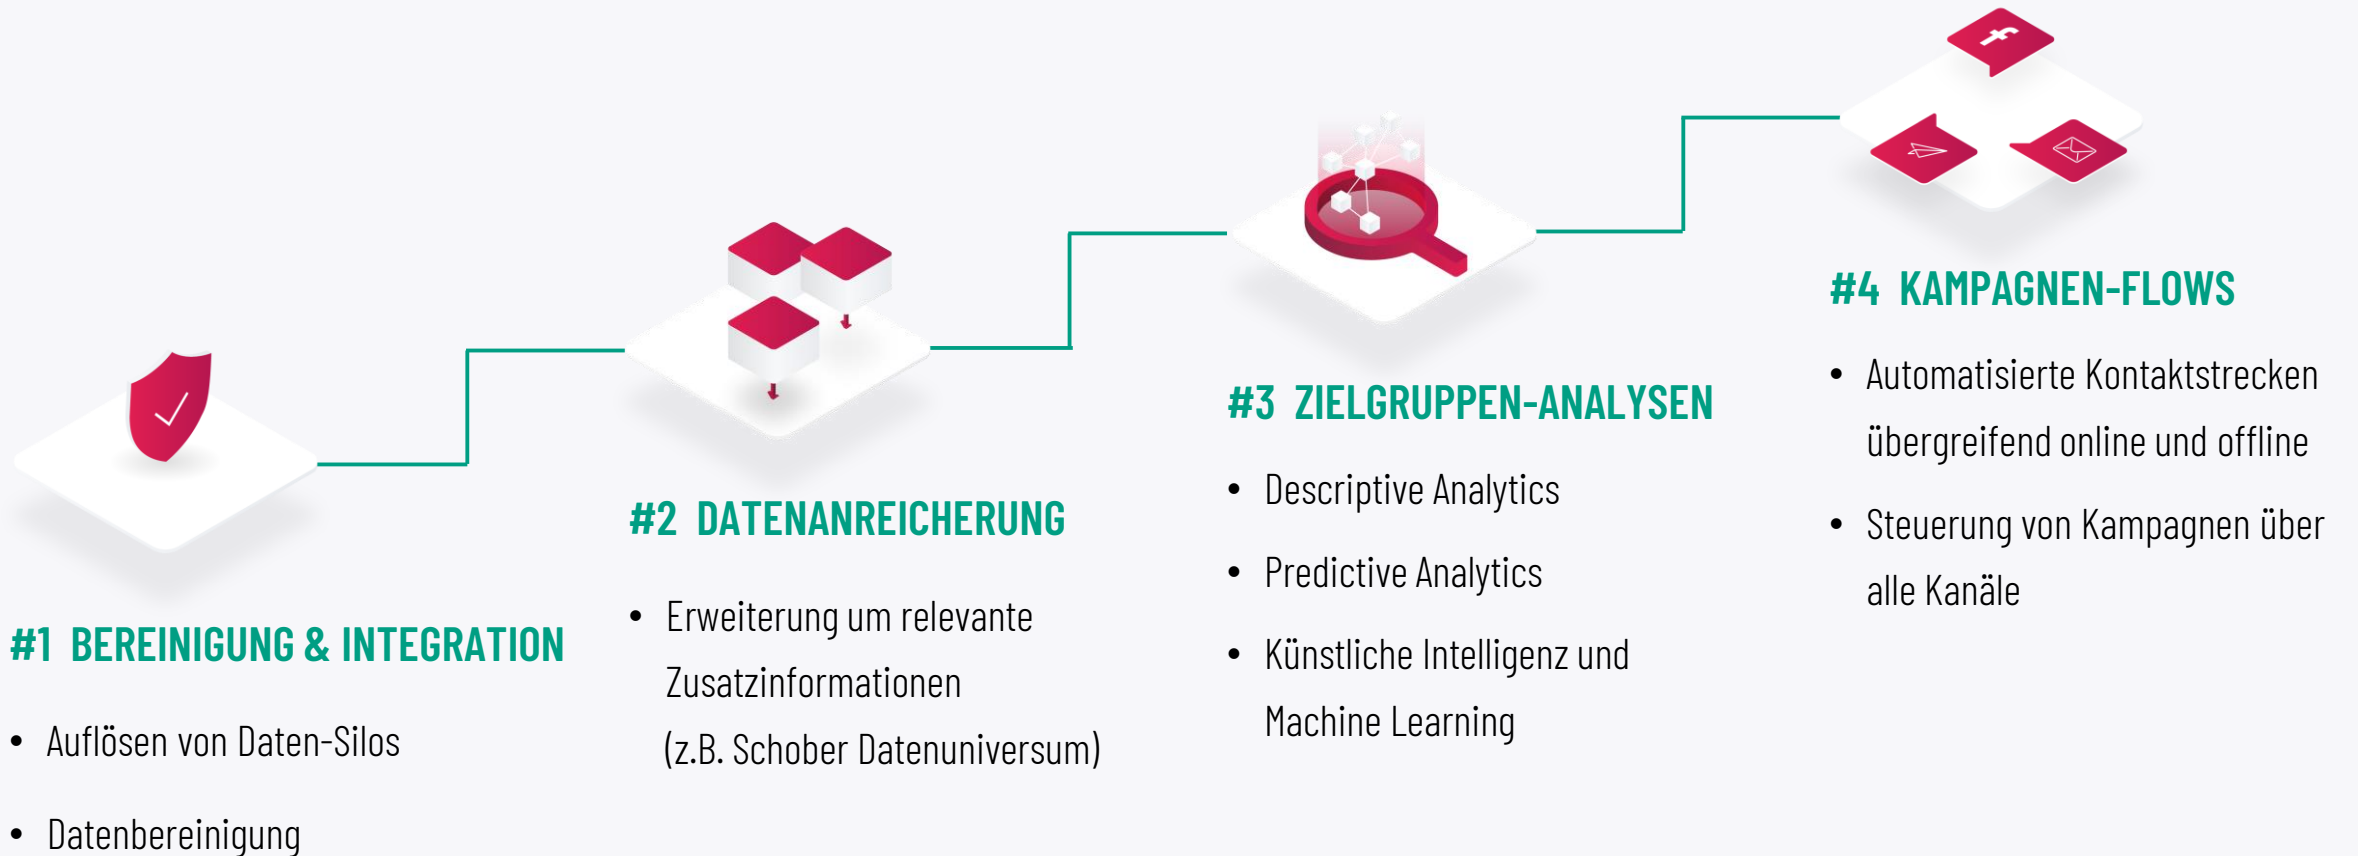 #1 BEREINIGUNG & INTEGRATION
• Auflösen von Daten-Silos
• Datenbereinigung
#2 DATENANREICHERUNG
• Erweiterung um relevante
Zusatzinformationen
(z.B. Schober Datenuniversum)
#3 ZIELGRUPPEN-ANALYSEN
• Descriptive Analytics
• Predictive Analytics
• Künstliche Intelligenz und
Machine Learning
#4 KAMPAGNEN-FLOWS
• Automatisierte Kontaktstrecken
übergreifend online und offline
• Steuerung von Kampagnen über
alle Kanäle